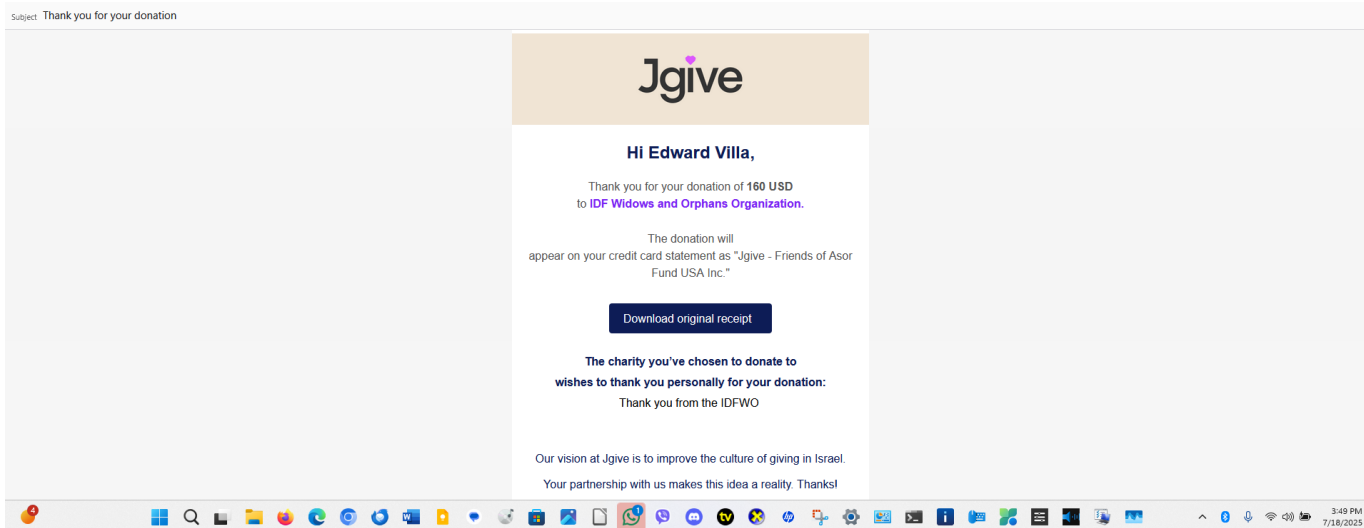 Subject Thank you for your donation
Jgive
Hi Edward Villa,
Thank you for your donation of 160 USD
to IDF Widows and Orphans Organization.
The donation will
appear on your credit card statement as "Jgive - Friends of Asor
Fund USA Inc."
Download original receipt
The charity you've chosen to donate to
wishes to thank you personally for your donation:
Thank you from the IDFWO
Our vision at Jgive is to improve the culture of giving in Israel.
Your partnership with us makes this idea a reality. Thanks!
4
1
tv
hp
3:49 PM
7/18/2025